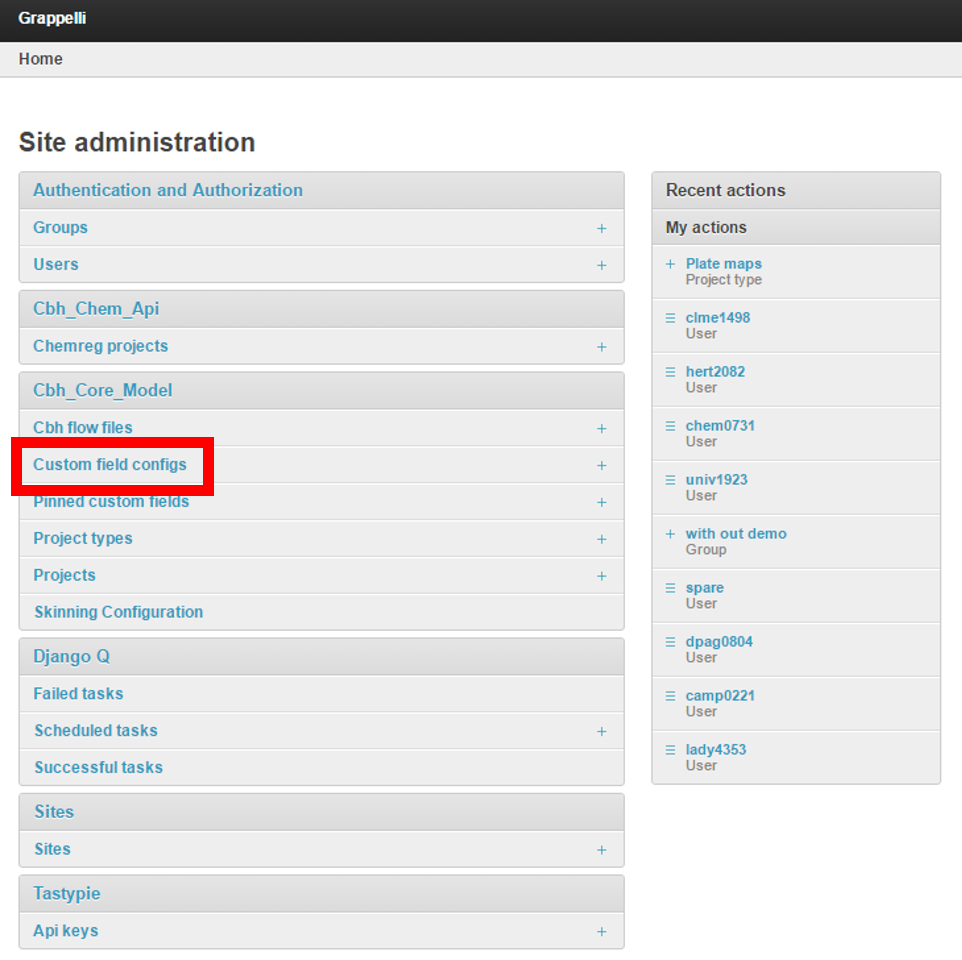 Grappelli
Home
Site administration
Authentication and Authorization
Groups +
Users +
Cbh_Chem_Api
Chemreg projects +
Cbh_Core_Model
Cbh flow files +
Custom field configs +
Pinned custom fields +
Project types +
Projects +
Skinning Configuration
Django Q
Failed tasks
Scheduled tasks +
Successful tasks
Sites
Sites +
Tastypie
Api keys +
Recent actions
My actions
+ Plate maps
Project type
clme1498
User
hert2082
User
chem0731
User
univ1923
User
+ with out demo
Group
spare
User
dpag0804
User
camp0221
User
lady4353
User